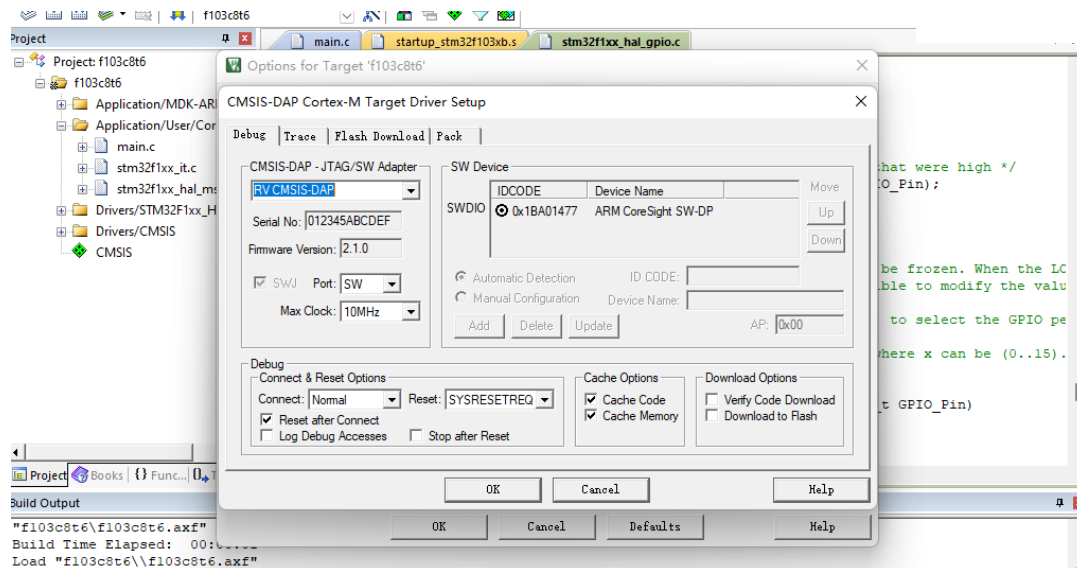 f103c8t6
Project
main.c
startup_stm32f103xb.s
stm32f1xx_hal_gpio.c
Project: f103c8t6
f103c8t6
Application/MDK-AR
Application/User/Cor
main.c
stm32f1xx_it.c
stm32f1xx_hal_ms
Drivers/STM32F1xx_H
Drivers/CMSIS
CMSIS
Options for Target 'f103c8t6'
CMSIS-DAP Cortex-M Target Driver Setup
Debug
Trace
Flash Download
Pack
CMSIS-DAP - JTAG/SW Adapter
RV CMSIS-DAP
Serial No: 012345ABCDEF
Firmware Version: 2.1.0
SWJ Port: SW
Max Clock: 10MHz
SW Device
IDCODE Device Name
SWDIO 0x1BA01477 ARM CoreSight SW-DP
Move
Up
Down
Automatic Detection
ID CODE:
Manual Configuration
Device Name:
Add
Delete
Update
AP: 0x00
Debug
Connect & Reset Options
Connect: Normal Reset: SYSRESETREQ
Reset after Connect
Log Debug Accesses
Stop after Reset
Cache Options
Cache Code
Cache Memory
Download Options
Verify Code Download
Download to Flash
OK
Cancel
Help
OK
Cancel
Defaults
Help
that were high */
IO_Pin);
be frozen. When the LC
ible to modify the valu
to select the GPIO pe
where x can be (0..15).
_t GPIO_Pin)
Project
Books
{} Func...
Build Output
"f103c8t6\f103c8t6.axf"
Build Time Elapsed: 00:
Load "f103c8t6\\f103c8t6.axf"